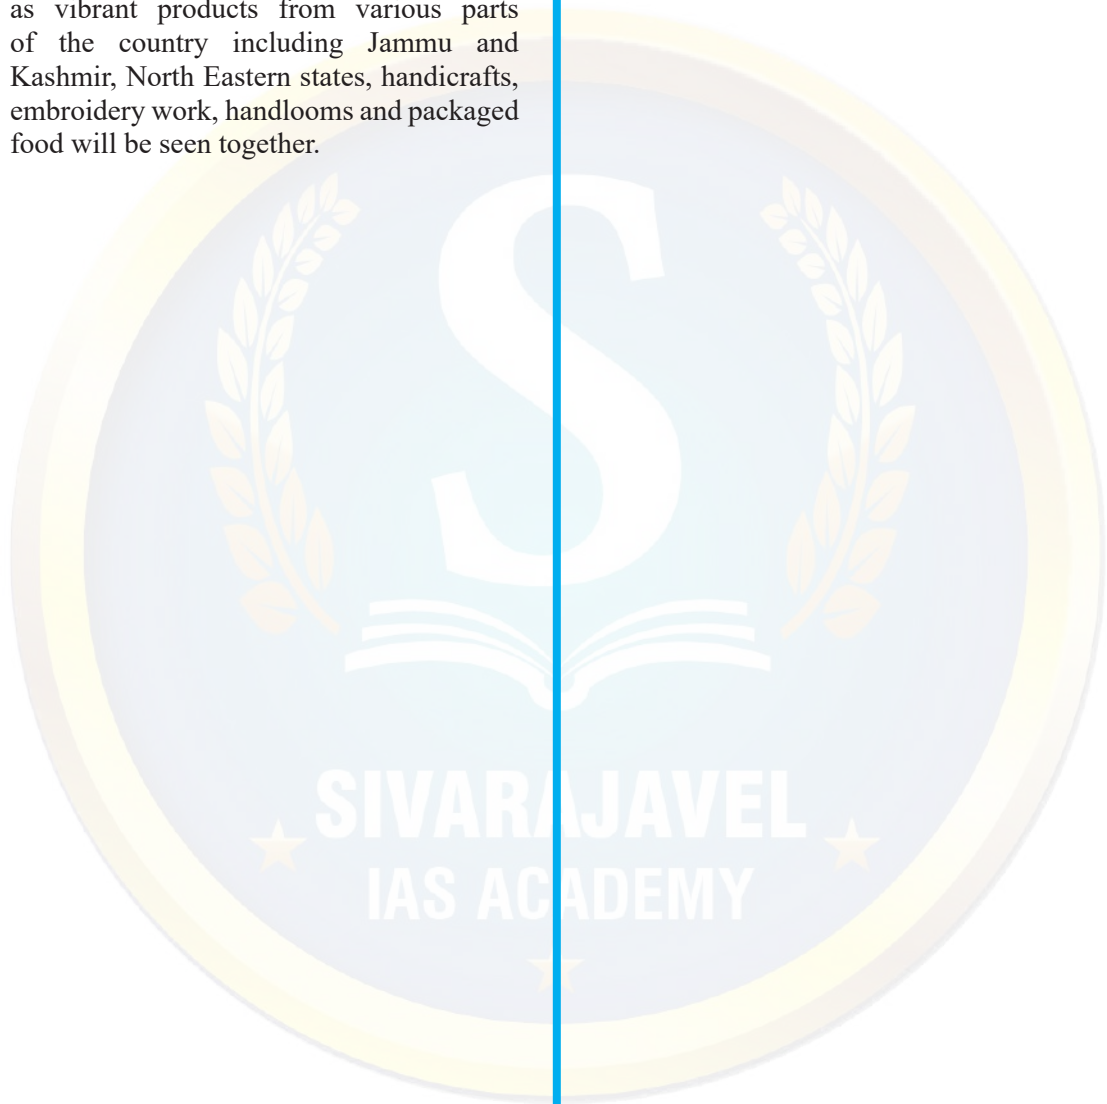 as vibrant products from various parts
of the country including Jammu and
Kashmir, North Eastern states, handicrafts,
embroidery work, handlooms and packaged
food will be seen together.
S
SIVARAJAVEL
IAS ACADEMY